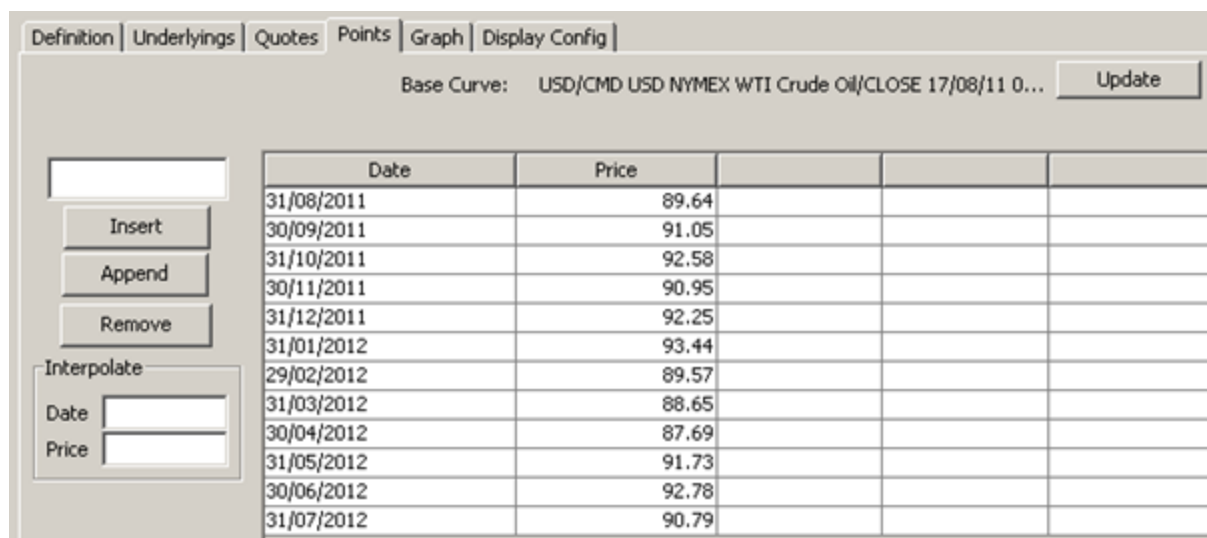 Definition Underlyings Quotes Points Graph Display Config
Base Curve: USD/CMD USD NYMEX WTI Crude Oil/CLOSE 17/08/11 0... Update
Date Price
31/08/2011 89.64
Insert 30/09/2011 91.05
31/10/2011 92.58
Append
30/11/2011 90.95
Remove 31/12/2011 92.25
31/01/2012 93.44
Interpolate
29/02/2012 89.57
Date 31/03/2012 88.65
30/04/2012 87.69
Price
31/05/2012 91.73
30/06/2012 92.78
31/07/2012 90.79